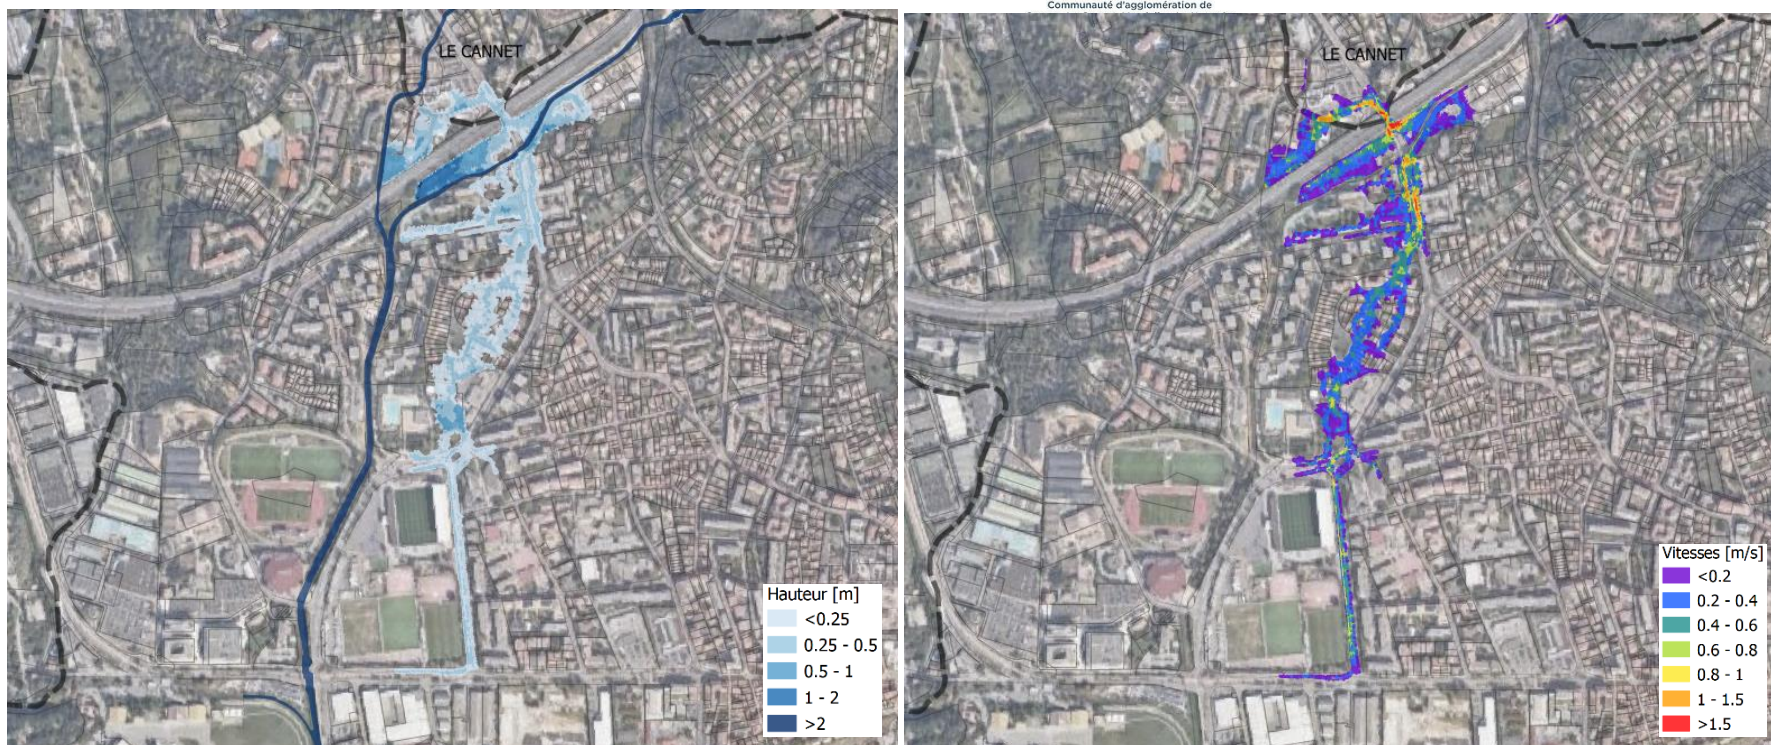 Communauté d'agglomération de
LE CANNET
Hauteur [m]
<0.25
0.25 - 0.5
0.5 - 1
1 - 2
>2
LE CANNET
Vitesses [m/s]
<0.2
0.2 - 0.4
0.4 - 0.6
0.6 - 0.8
0.8 - 1
1 - 1.5
>1.5